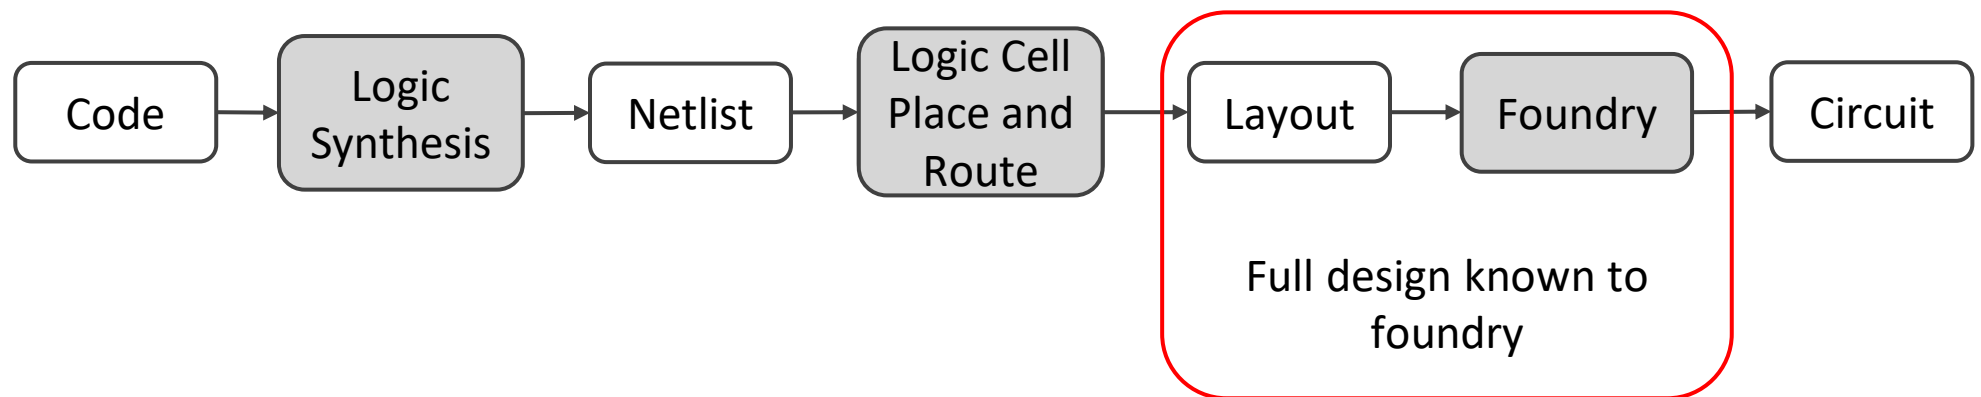 Code
Logic
Synthesis
Netlist
Logic Cell
Place and
Route
Layout
Foundry
Circuit
Full design known to
foundry